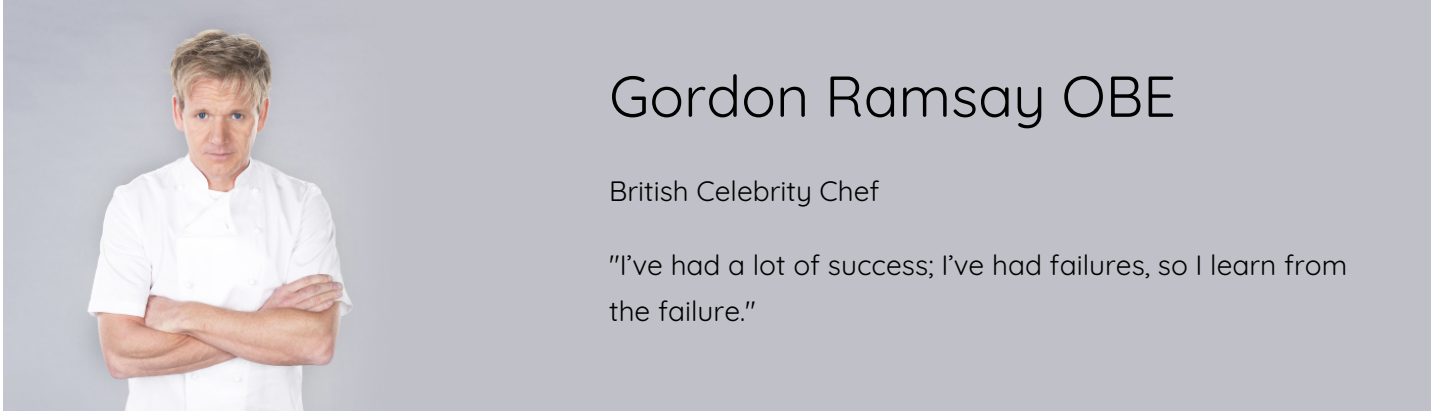 Gordon Ramsay OBE
British Celebrity Chef
"I’ve had a lot of success; I’ve had failures, so I learn from
the failure."